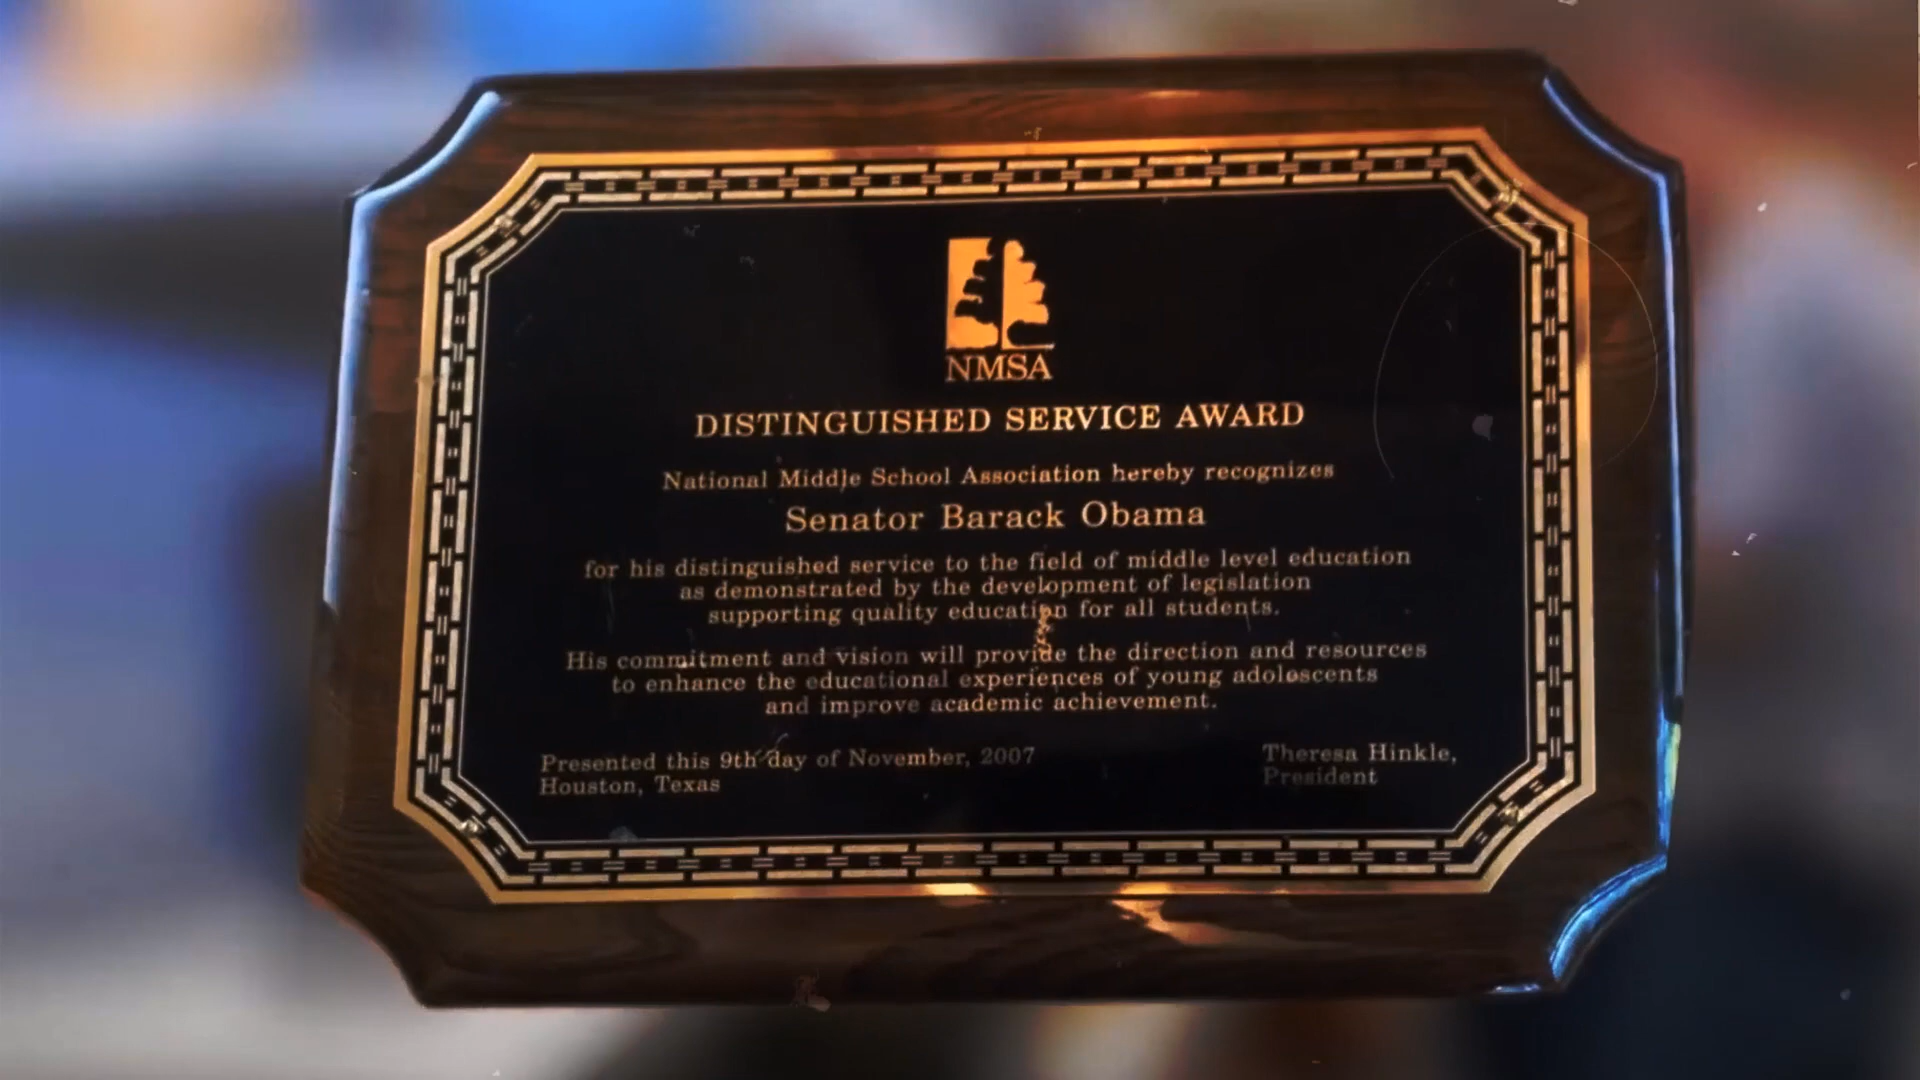 NMSA
DISTINGUISHED SERVICE AWARD
National Middle School Association hereby recognizes
Senator Barack Obama
for his distinguished service to the field of middle level education
as demonstrated by the development of legislation
supporting quality education for all students.
His commitment and vision will provide the direction and resources
to enhance the educational experiences of young adolescents
and improve academic achievement.
Presented this 9th day of November, 2007
Houston, Texas
Theresa Hinkle,
President